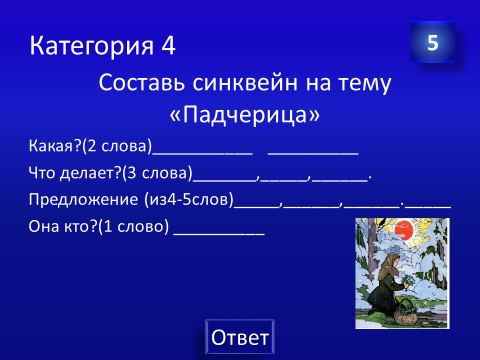 Категория 4
5
Составь синквейн на тему
«Падчерица»
Какая?(2 слова)___________ __________
Что делает?(3 слова)_______,_____,______.
Предложение (из4-5слов)_____,______,______._____
Она кто?(1 слово) __________
Ответ